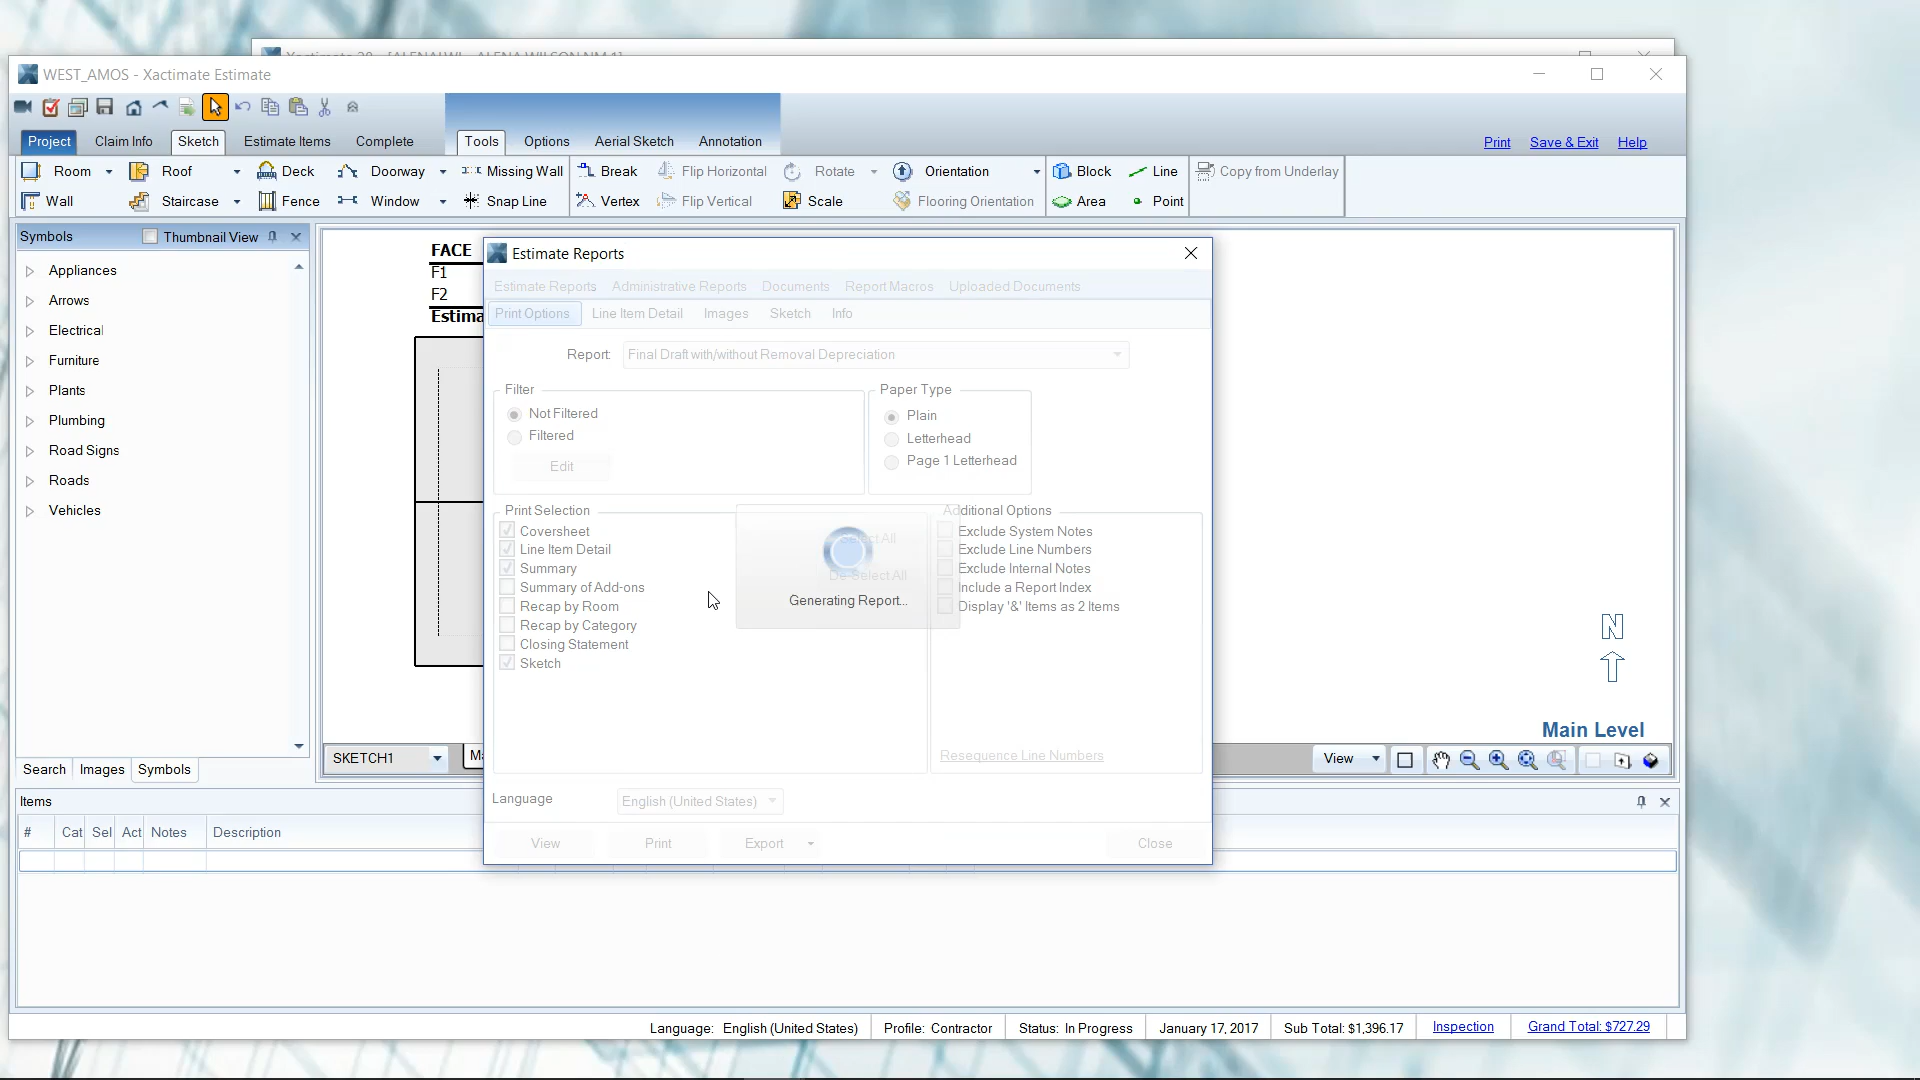 WEST_AMOS - Xactimate Estimate
Project Claim Info Sketch Estimate Items Complete Tools Options Aerial Sketch Annotation Print Save & Exit Help
Room Roof Deck Doorway Missing Wall Break Flip Horizontal Rotate Orientation Block Line Copy from Underlay
Wall Staircase Fence Window Snap Line Vertex Flip Vertical Scale Flooring Orientation Area Point
Symbols Thumbnail View
Appliances
Arrows
Electrical
Furniture
Plants
Plumbing
Road Signs
Roads
Vehicles
Search Images Symbols
FACE
F1
F2
Estima
Estimate Reports
Estimate Reports Administrative Reports Documents Report Macros Uploaded Documents
Print Options Line Item Detail Images Sketch Info
Report: Final Draft with/without Removal Depreciation
Filter
Not Filtered
Filtered
Edit
Paper Type
Plain
Letterhead
Page 1 Letterhead
Print Selection
Coversheet
Line Item Detail
Summary
Summary of Add-ons
Recap by Room
Recap by Category
Closing Statement
Sketch
Select All
De-Select All
Generating Report...
Additional Options
Exclude System Notes
Exclude Line Numbers
Exclude Internal Notes
Include a Report Index
Display '&' Items as 2 Items
Resequence Line Numbers
Language English (United States)
View Print Export Close
N
Main Level
SKETCH1
View
Items
# Cat Sel Act Notes Description
Language: English (United States) Profile: Contractor Status: In Progress January 17, 2017 Sub Total: $1,396.17 Inspection Grand Total: $727.29